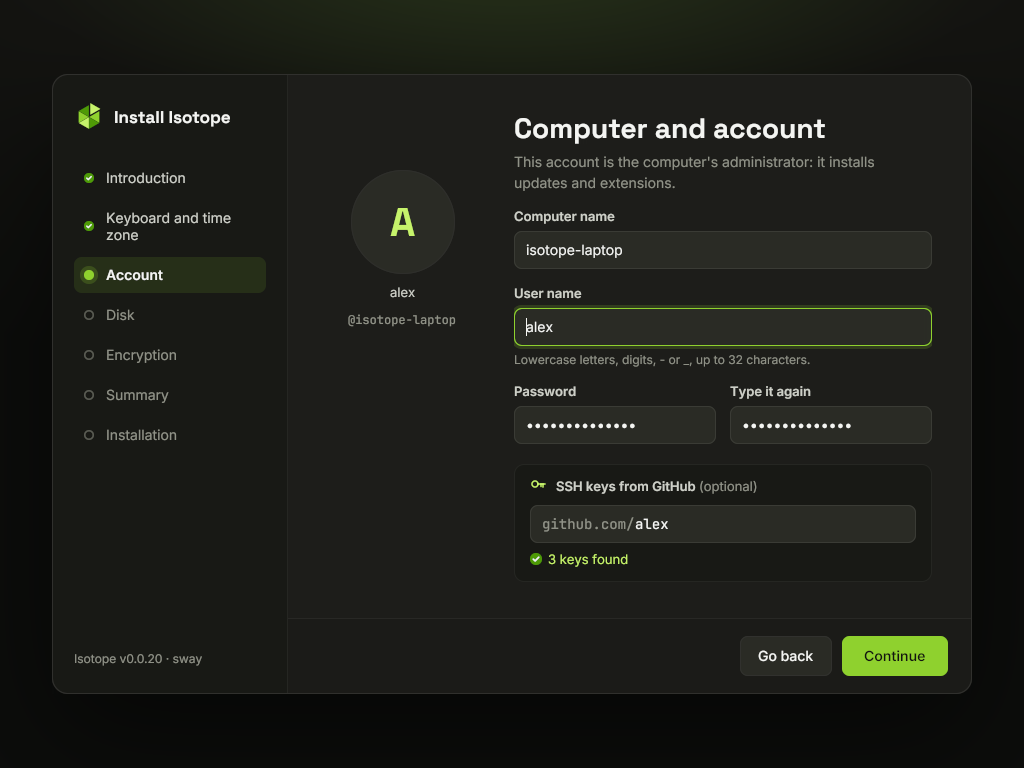 Install Isotope
Introduction
Keyboard and time
zone
Account
Disk
Encryption
Summary
Installation
Isotope v0.0.20 · sway
A
alex
@isotope-laptop
Computer and account
This account is the computer's administrator: it installs
updates and extensions.
Computer name
isotope-laptop
User name
alex
Lowercase letters, digits, - or _, up to 32 characters.
Password
Type it again
••••••••••••••
••••••••••••••
SSH keys from GitHub (optional)
github.com/alex
3 keys found
Go back
Continue